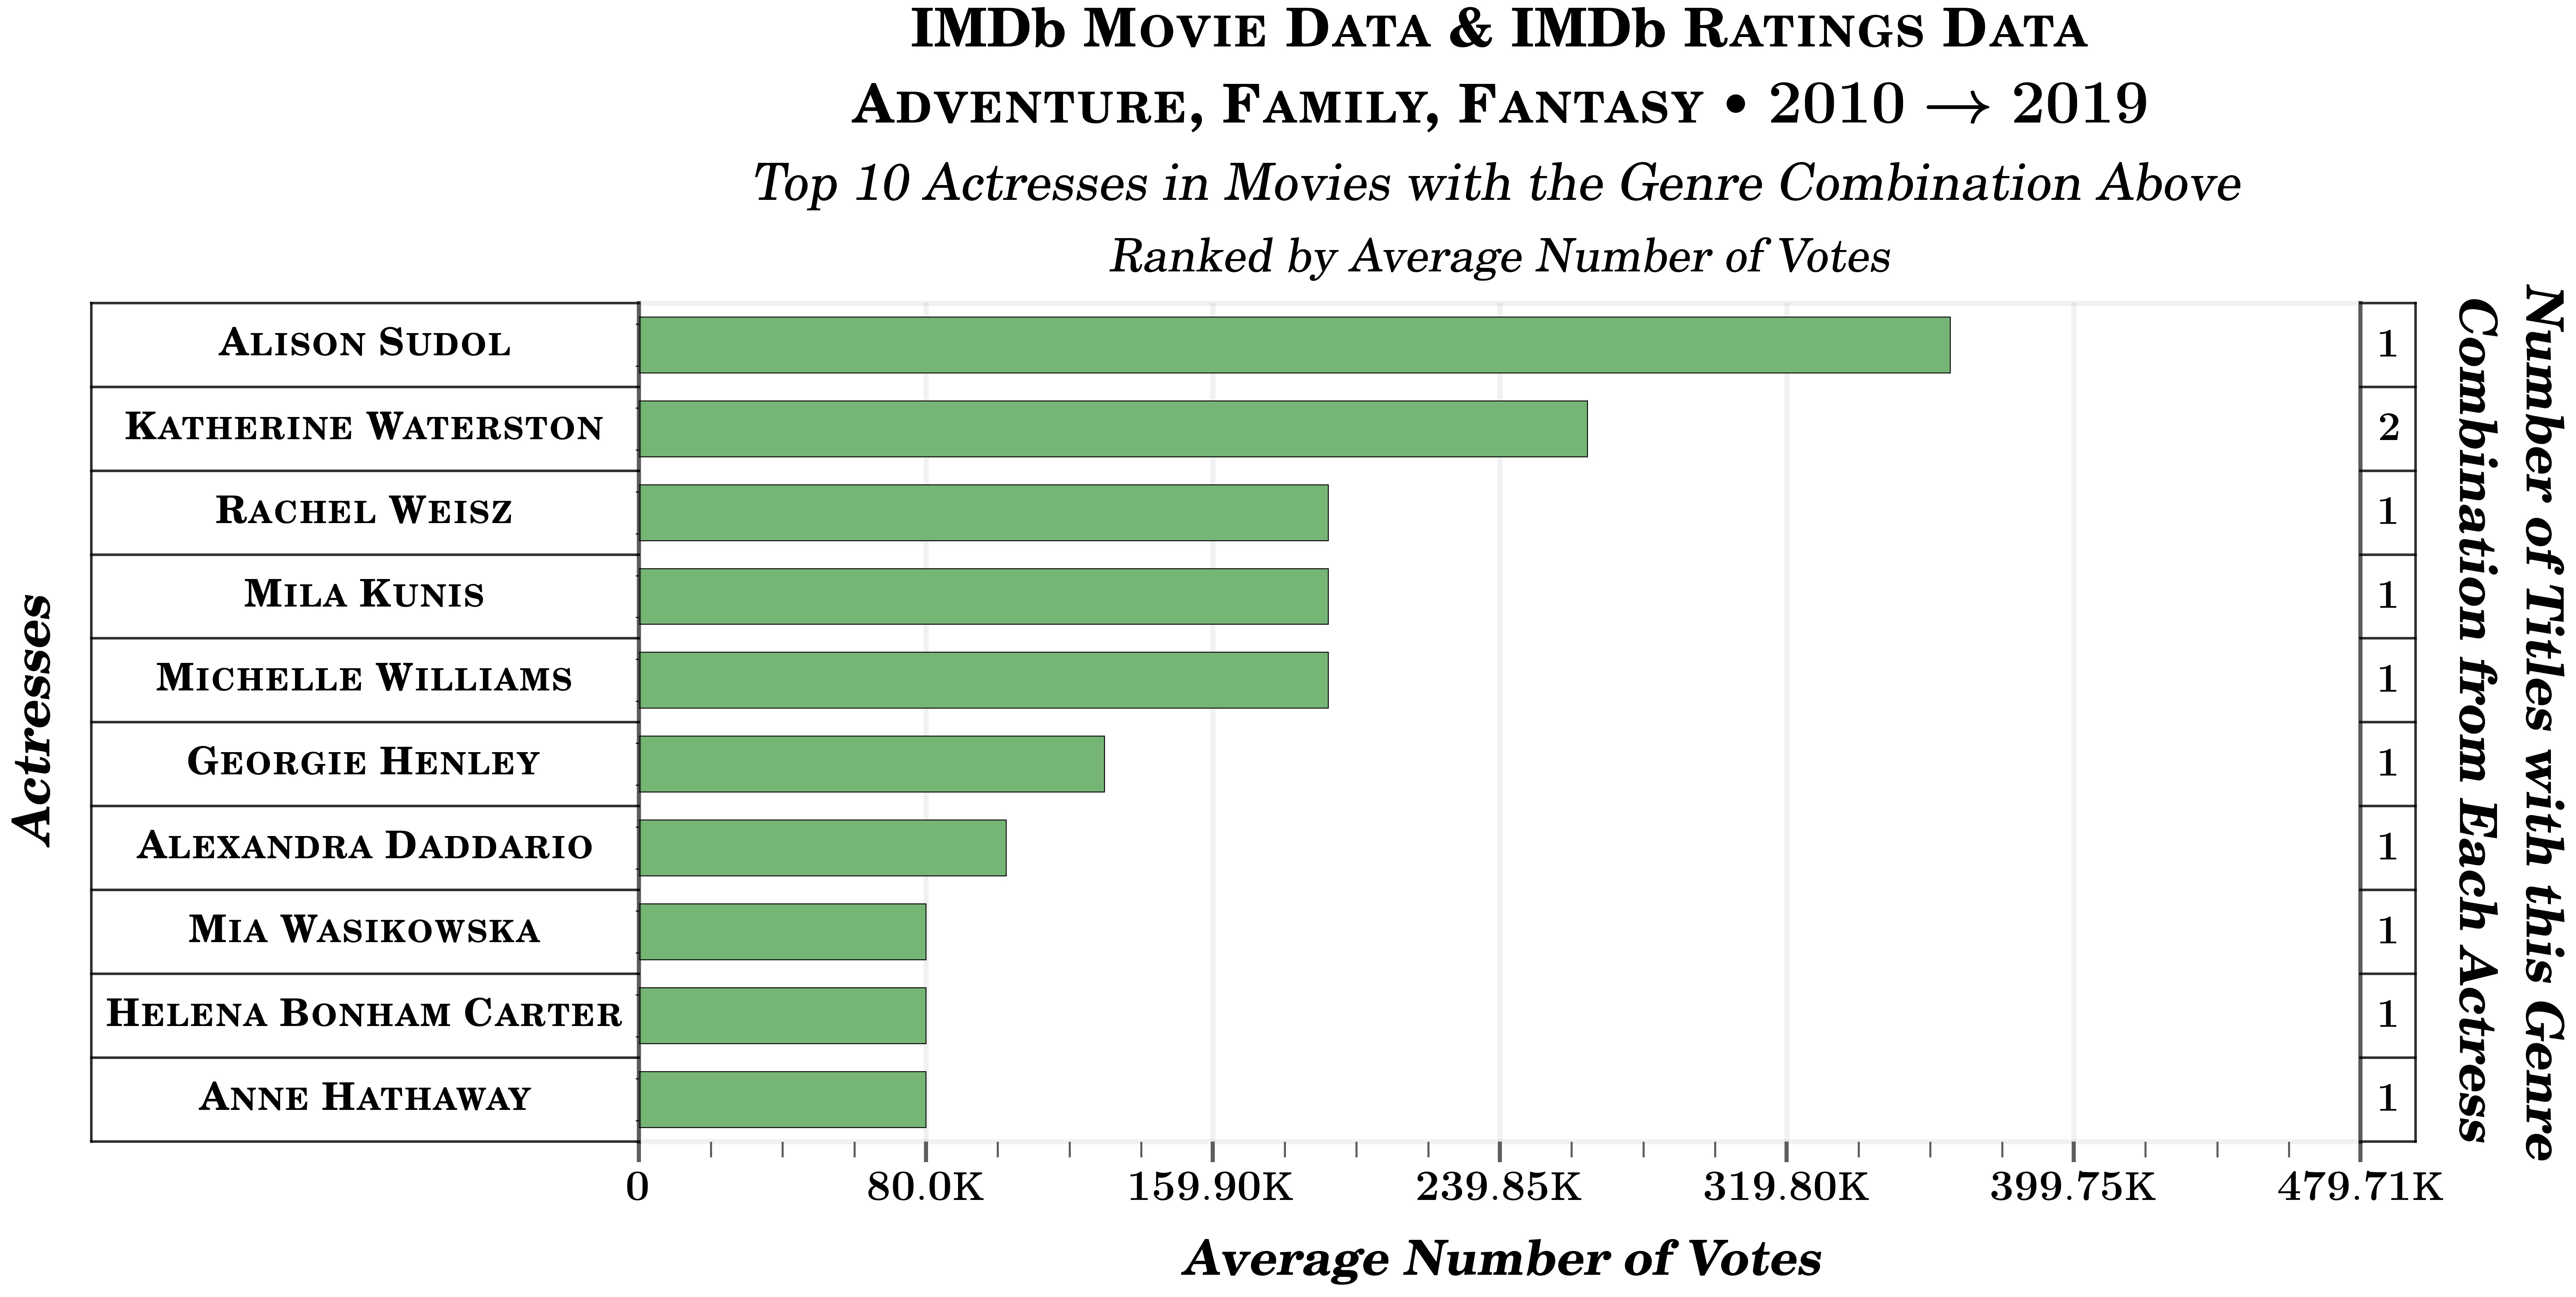 IMDb Movie Data & IMDb Ratings Data
Adventure, Family, Fantasy • 2010 → 2019
Top 10 Actresses in Movies with the Genre Combination Above
Ranked by Average Number of Votes
Actresses
Alison Sudol
1
Katherine Waterston
2
Rachel Weisz
1
Mila Kunis
1
Michelle Williams
1
Georgie Henley
1
Alexandra Daddario
1
Mia Wasikowska
1
Helena Bonham Carter
1
Anne Hathaway
1
Number of Titles with this Genre
Combination from Each Actress
0 80.0K 159.90K 239.85K 319.80K 399.75K 479.71K
Average Number of Votes